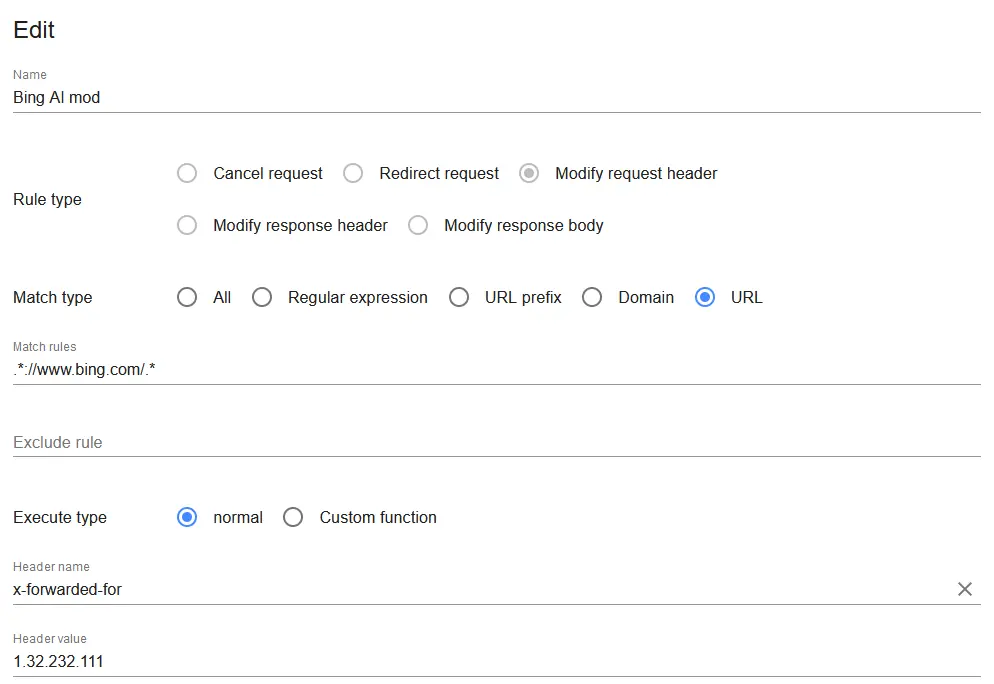 Edit
Name
Bing AI mod
Cancel request Redirect request Modify request header
Rule type
Modify response header Modify response body
Match type All Regular expression URL prefix Domain URL
Match rules
.*://www.bing.com/.*
Exclude rule
Execute type normal Custom function
Header name
x-forwarded-for
Header value
1.32.232.111